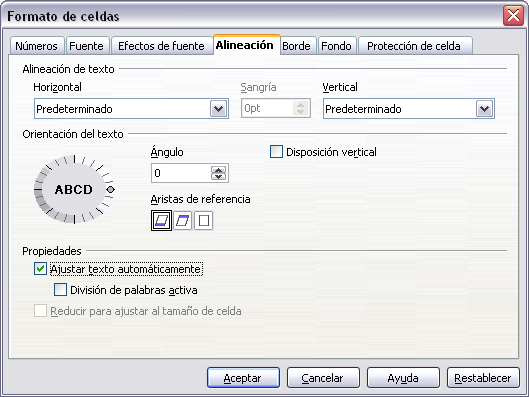 Formato de celdas
Números Fuente Efectos de fuente Alineación Borde Fondo Protección de celda
Alineación de texto
Horizontal Sangría Vertical
Predeterminado 0pt Predeterminado
Orientación del texto
ABCD
Ángulo
0
Disposición vertical
Aristas de referencia
Propiedades
Ajustar texto automáticamente
División de palabras activa
Reducir para ajustar al tamaño de celda
Aceptar Cancelar Ayuda Restablecer